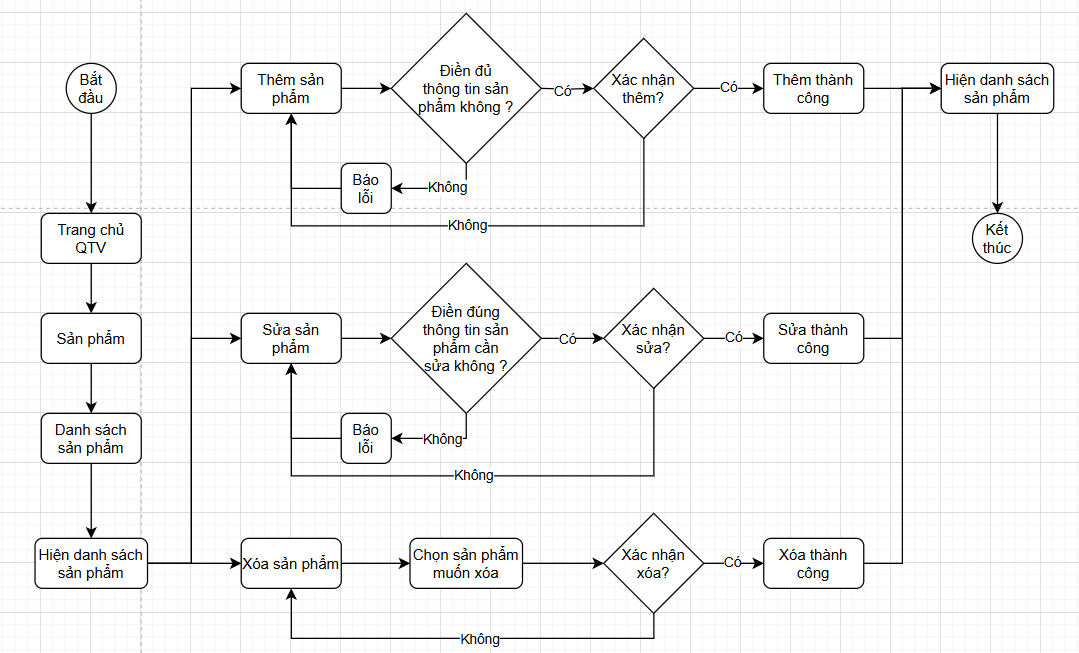 Bắt
đầu
Trang chủ
QTV
Sản phẩm
Danh sách
sản phẩm
Hiện danh sách
sản phẩm
Thêm sản
phẩm
Điền đủ
thông tin sản
phẩm không ?
Có
Xác nhận
thêm?
Có
Thêm thành
công
Hiện danh sách
sản phẩm
Báo
lỗi
Không
Không
Kết
thúc
Sửa sản
phẩm
Điền đúng
thông tin sản
phẩm cần
sửa không ?
Có
Xác nhận
sửa?
Có
Sửa thành
công
Báo
lỗi
Không
Không
Xóa sản phẩm
Chọn sản phẩm
muốn xóa
Xác nhận
xóa?
Có
Xóa thành
công
Không